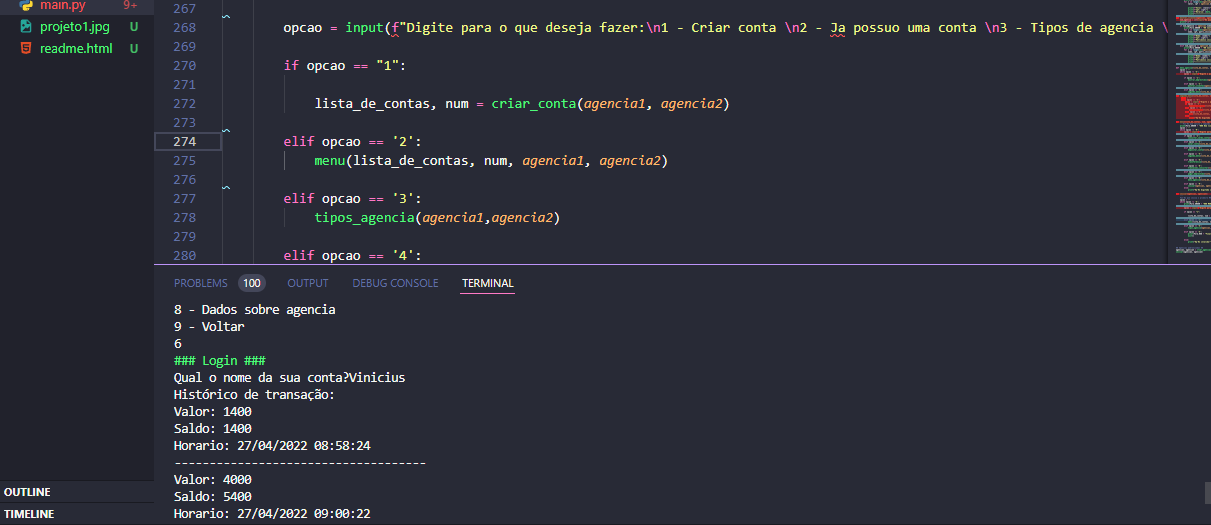 main.py 9+
projeto1.jpg U
readme.html U
OUTLINE
TIMELINE
267
268 opcao = input(f"Digite para o que deseja fazer:\n1 - Criar conta \n2 - Ja possuo uma conta \n3 - Tipos de agencia \
269
270 if opcao == "1":
271
272 lista_de_contas, num = criar_conta(agencia1, agencia2)
273
274 elif opcao == '2':
275 menu(lista_de_contas, num, agencia1, agencia2)
276
277 elif opcao == '3':
278 tipos_agencia(agencia1,agencia2)
279
280 elif opcao == '4':
PROBLEMS 100 OUTPUT DEBUG CONSOLE TERMINAL
8 - Dados sobre agencia
9 - Voltar
6
### Login ###
Qual o nome da sua conta?Vinicius
Histórico de transação:
Valor: 1400
Saldo: 1400
Horario: 27/04/2022 08:58:24
------------------------------------
Valor: 4000
Saldo: 5400
Horario: 27/04/2022 09:00:22